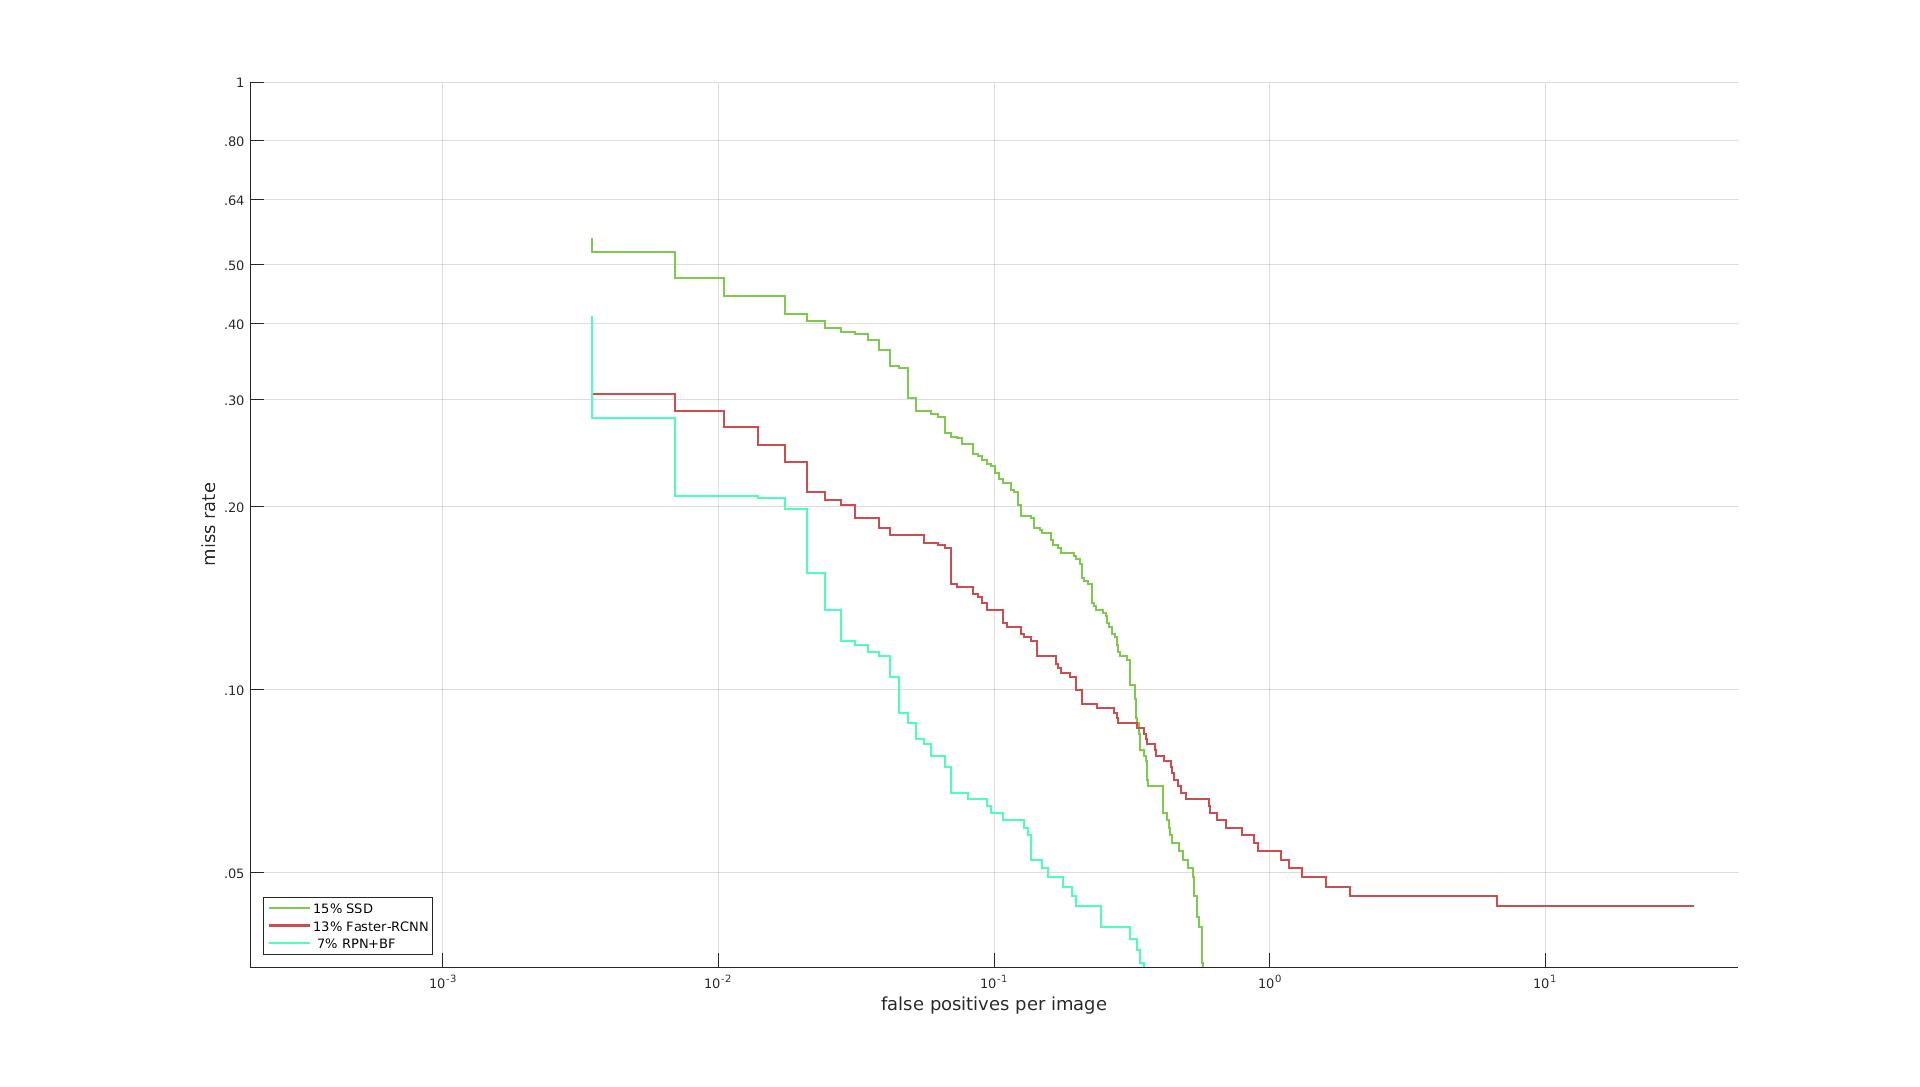 1
.80
.64
.50
.40
.30
.20
.10
.05
miss rate
15% SSD
13% Faster-RCNN
7% RPN+BF
10-3 10-2 10-1 100 101
false positives per image